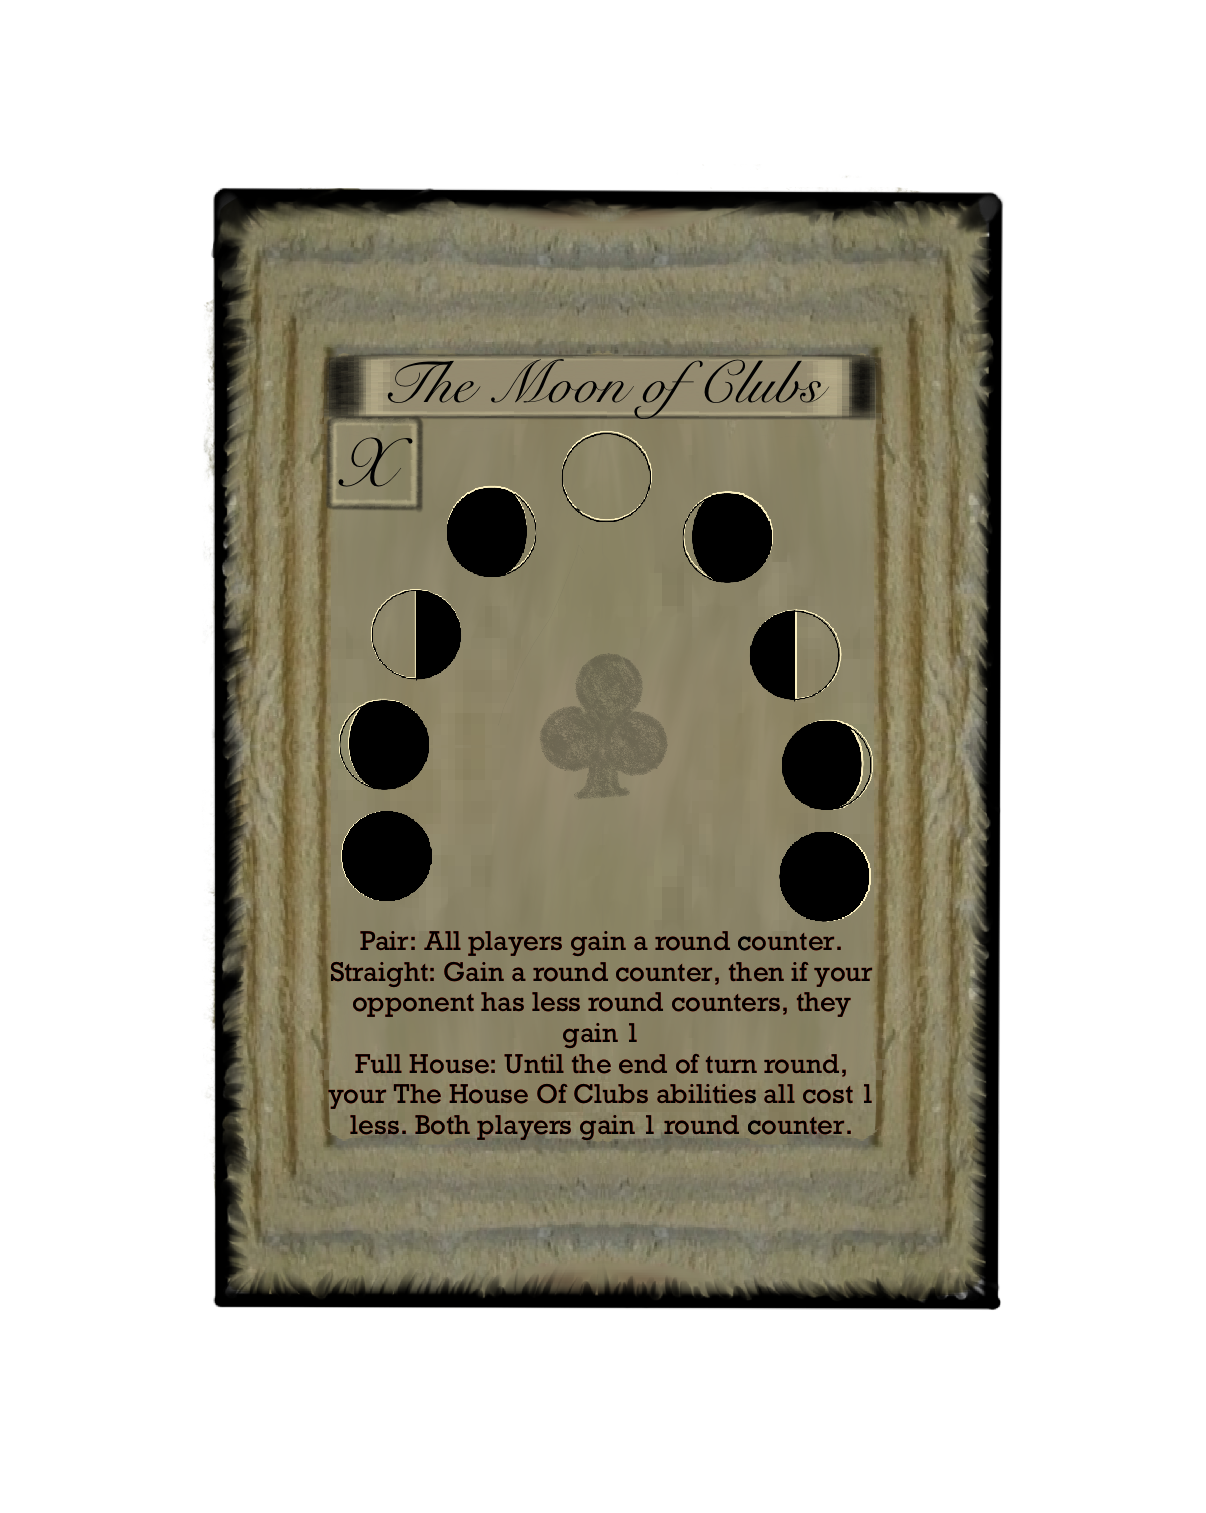 The Moon of Clubs
X
Pair: All players gain a round counter.
Straight: Gain a round counter, then if your
opponent has less round counters, they
gain 1
Full House: Until the end of turn round,
your The House Of Clubs abilities all cost 1
less. Both players gain 1 round counter.